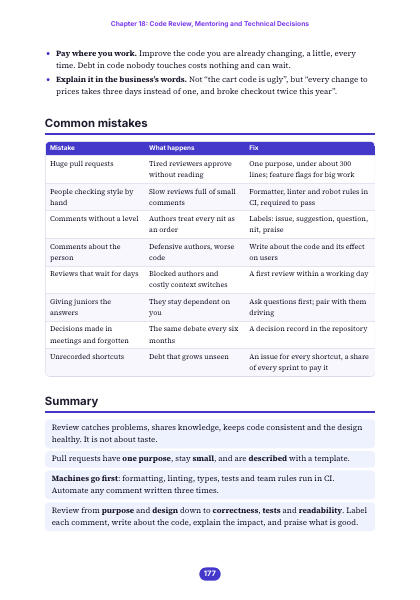 Chapter 18: Code Review, Mentoring and Technical Decisions
• Pay where you work. Improve the code you are already changing, a little, every
time. Debt in code nobody touches costs nothing and can wait.
• Explain it in the business's words. Not “the cart code is ugly”, but “every change to
prices takes three days instead of one, and broke checkout twice this year”.
Common mistakes
Mistake What happens Fix
Huge pull requests Tired reviewers approve One purpose, under about 300
without reading lines; feature flags for big work
People checking style by Slow reviews full of small Formatter, linter and robot rules in
hand comments CI, required to pass
Comments without a level Authors treat every nit as Labels: issue, suggestion, question,
an order nit, praise
Comments about the Defensive authors, worse Write about the code and its effect
person code on users
Reviews that wait for days Blocked authors and A first review within a working day
costly context switches
Giving juniors the They stay dependent on Ask questions first; pair with them
answers you driving
Decisions made in The same debate every six A decision record in the repository
meetings and forgotten months
Unrecorded shortcuts Debt that grows unseen An issue for every shortcut, a share
of every sprint to pay it
Summary
Review catches problems, shares knowledge, keeps code consistent and the design
healthy. It is not about taste.
Pull requests have one purpose, stay small, and are described with a template.
Machines go first: formatting, linting, types, tests and team rules run in CI.
Automate any comment written three times.
Review from purpose and design down to correctness, tests and readability. Label
each comment, write about the code, explain the impact, and praise what is good.
177